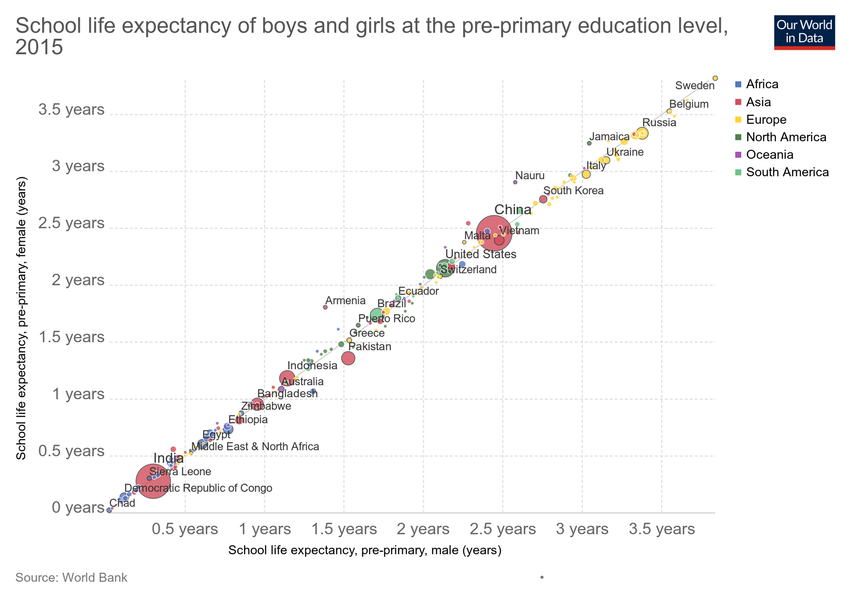 School life expectancy of boys and girls at the pre-primary education level,
2015
Our World
in Data
Sweden
3.5 years
Belgium
Russia
Jamaica
Ukraine
3 years
Italy
Nauru
South Korea
China
2.5 years
Malta
Vietnam
United States
Switzerland
2 years
Ecuador
Armenia
Brazil
Puerto Rico
1.5 years
Greece
Pakistan
Indonesia
Australia
1 years
Bangladesh
Zimbabwe
Ethiopia
Egypt
Middle East & North Africa
0.5 years
India
Sierra Leone
Democratic Republic of Congo
Chad
0 years
0.5 years
1 years
1.5 years
2 years
2.5 years
3 years
3.5 years
School life expectancy, pre-primary, male (years)
School life expectancy, pre-primary, female (years)
Africa
Asia
Europe
North America
Oceania
South America
Source: World Bank